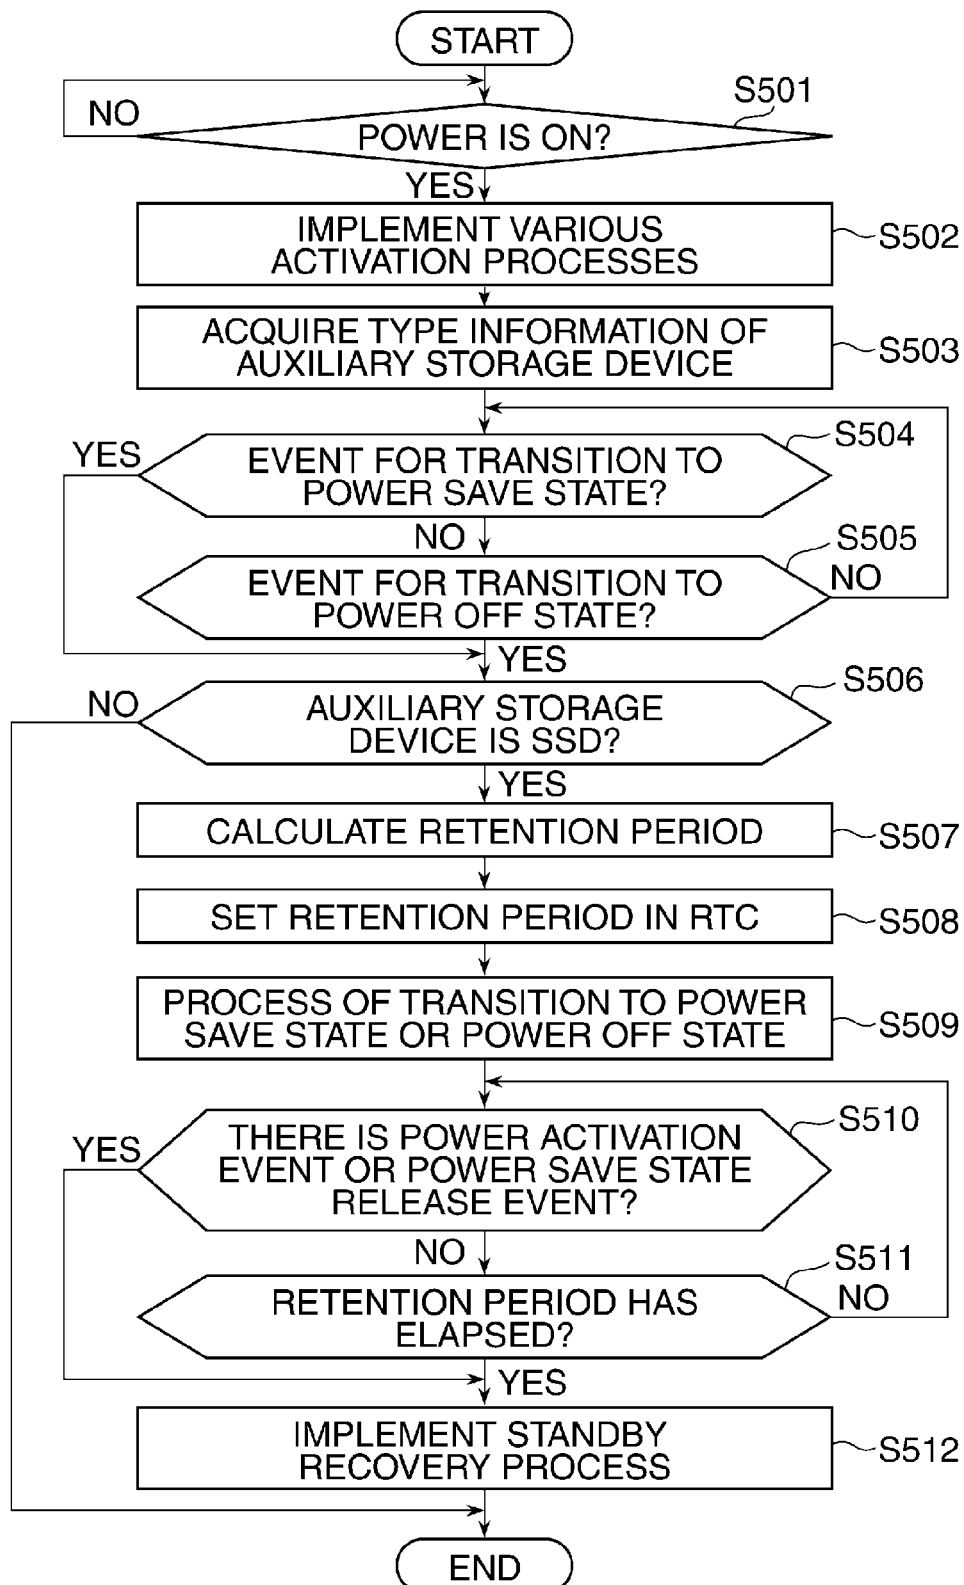 START
S501
NO
POWER IS ON?
YES
IMPLEMENT VARIOUS
ACTIVATION PROCESSES
S502
ACQUIRE TYPE INFORMATION OF
AUXILIARY STORAGE DEVICE
S503
S504
YES
EVENT FOR TRANSITION TO
POWER SAVE STATE?
NO
S505
EVENT FOR TRANSITION TO
POWER OFF STATE?
NO
YES
S506
NO
AUXILIARY STORAGE
DEVICE IS SSD?
YES
CALCULATE RETENTION PERIOD
S507
SET RETENTION PERIOD IN RTC
S508
PROCESS OF TRANSITION TO POWER
SAVE STATE OR POWER OFF STATE
S509
S510
YES
THERE IS POWER ACTIVATION
EVENT OR POWER SAVE STATE
RELEASE EVENT?
NO
S511
RETENTION PERIOD HAS
ELAPSED?
NO
YES
IMPLEMENT STANDBY
RECOVERY PROCESS
S512
END